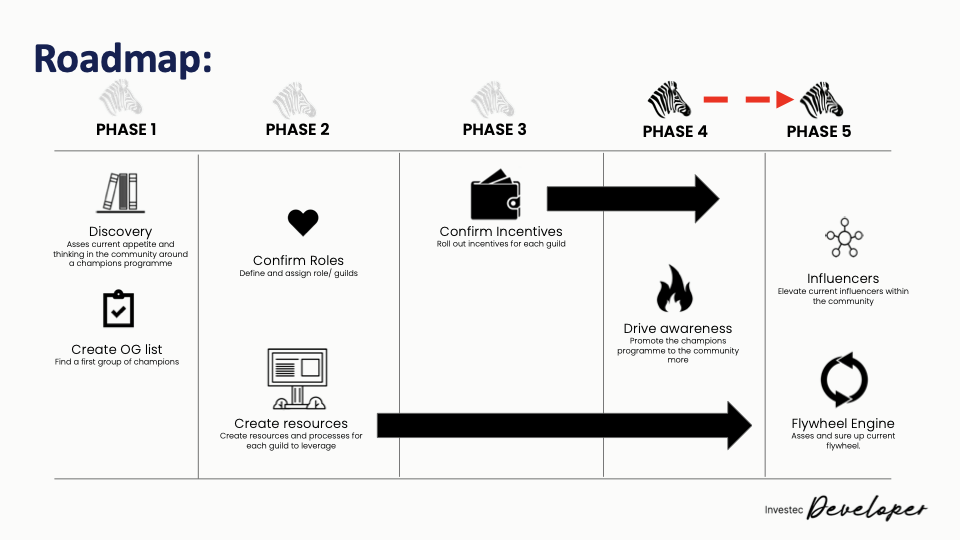 Roadmap:
PHASE 1
PHASE 2
PHASE 3
PHASE 4
PHASE 5
Discovery
Asses current appetite and
thinking in the community around
a champions programme
Create OG list
Find a first group of champions
Confirm Roles
Define and assign role/ guilds
Create resources
Create resources and processes for
each guild to leverage
Confirm Incentives
Roll out incentives for each guild
Drive awareness
Promote the champions
programme to the community
more
Influencers
Elevate current influencers within
the community
Flywheel Engine
Asses and sure up current
flywheel.
Investec Developer